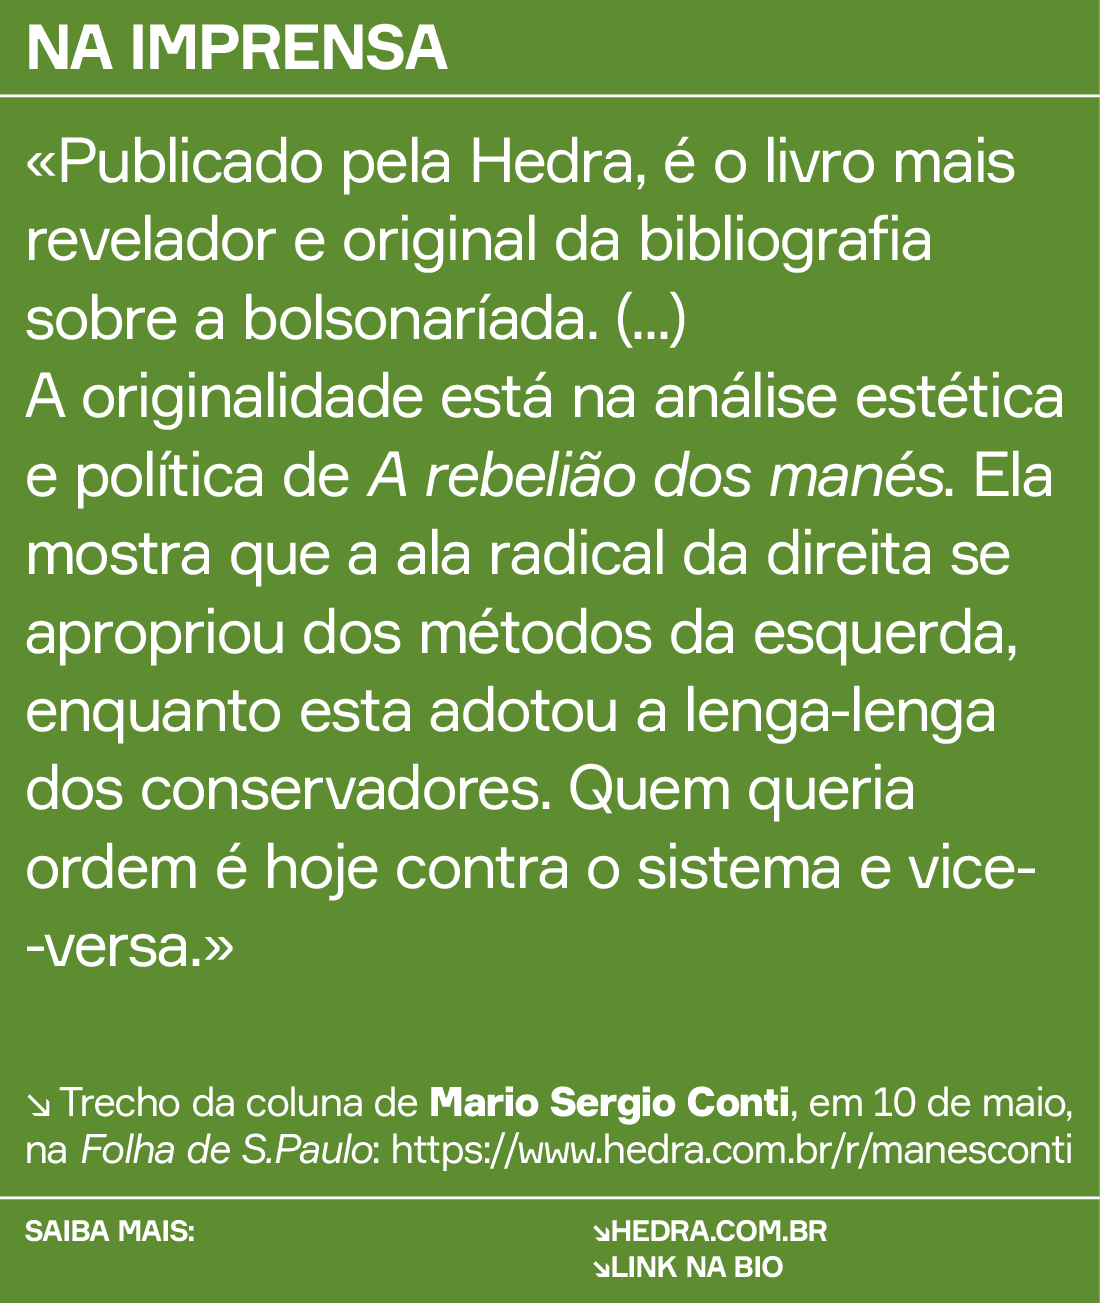 NA IMPRENSA
«Publicado pela Hedra, é o livro mais
revelador e original da bibliografia
sobre a bolsonaríada. (...)
A originalidade está na análise estética
e política de A rebelião dos manés. Ela
mostra que a ala radical da direita se
apropriou dos métodos da esquerda,
enquanto esta adotou a lenga-lenga
dos conservadores. Quem queria
ordem é hoje contra o sistema e vice-
-versa.»
↘ Trecho da coluna de Mario Sergio Conti, em 10 de maio,
na Folha de S.Paulo: https://www.hedra.com.br/r/manesconti
SAIBA MAIS:
↘HEDRA.COM.BR
↘LINK NA BIO